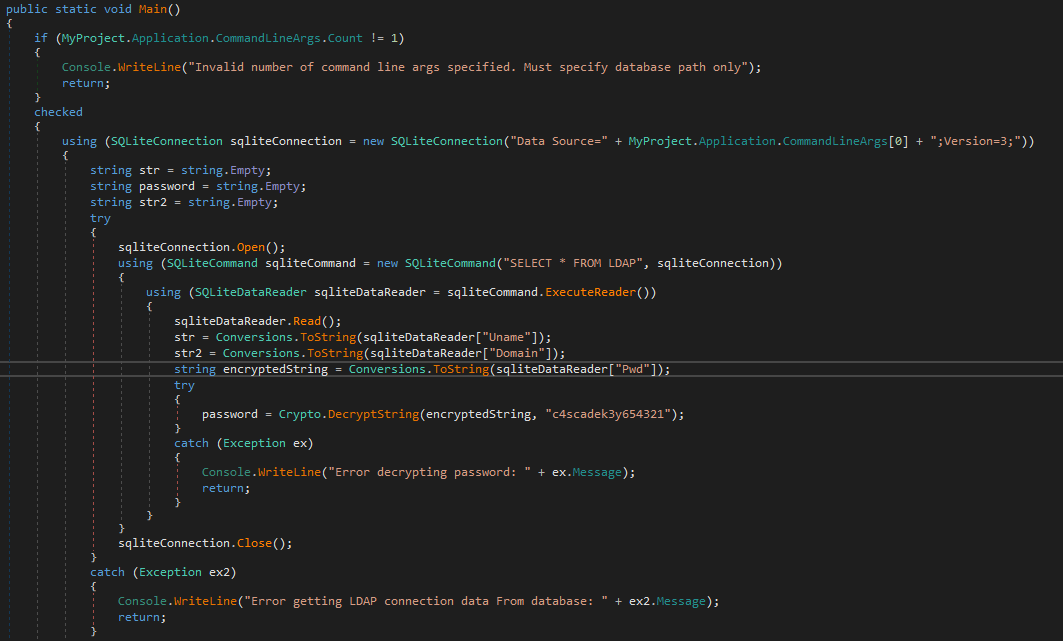 public static void Main()
{
if (MyProject.Application.CommandLineArgs.Count != 1)
{
Console.WriteLine("Invalid number of command line args specified. Must specify database path only");
return;
}
checked
{
using (SQLiteConnection sqliteConnection = new SQLiteConnection("Data Source=" + MyProject.Application.CommandLineArgs[0] + ";Version=3;"))
{
string str = string.Empty;
string password = string.Empty;
string str2 = string.Empty;
try
{
sqliteConnection.Open();
using (SQLiteCommand sqliteCommand = new SQLiteCommand("SELECT * FROM LDAP", sqliteConnection))
{
using (SQLiteDataReader sqliteDataReader = sqliteCommand.ExecuteReader())
{
sqliteDataReader.Read();
str = Conversions.ToString(sqliteDataReader["Uname"]);
str2 = Conversions.ToString(sqliteDataReader["Domain"]);
string encryptedString = Conversions.ToString(sqliteDataReader["Pwd"]);
try
{
password = Crypto.DecryptString(encryptedString, "c4scadek3y654321");
}
catch (Exception ex)
{
Console.WriteLine("Error decrypting password: " + ex.Message);
return;
}
}
}
sqliteConnection.Close();
}
catch (Exception ex2)
{
Console.WriteLine("Error getting LDAP connection data From database: " + ex2.Message);
return;
}